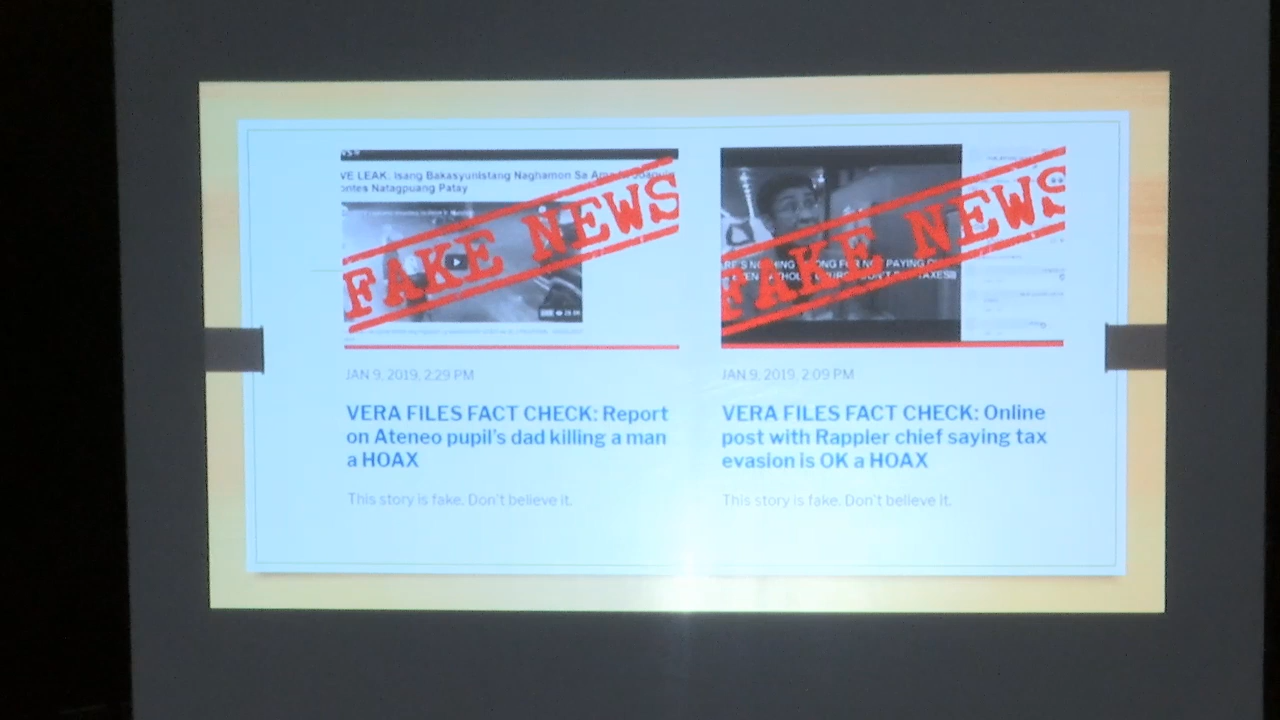 VE LEAK: Isang Bakasyunistang Naghamon Sa Ama Ni Joaquin
ontes Natagpuang Patay
FAKE NEWS
JAN 9, 2019, 2:29 PM
VERA FILES FACT CHECK: Report
on Ateneo pupil's dad killing a man
a HOAX
This story is fake. Don't believe it.
FAKE NEWS
JAN 9, 2019, 2:09 PM
VERA FILES FACT CHECK: Online
post with Rappler chief saying tax
evasion is OK a HOAX
This story is fake. Don't believe it.